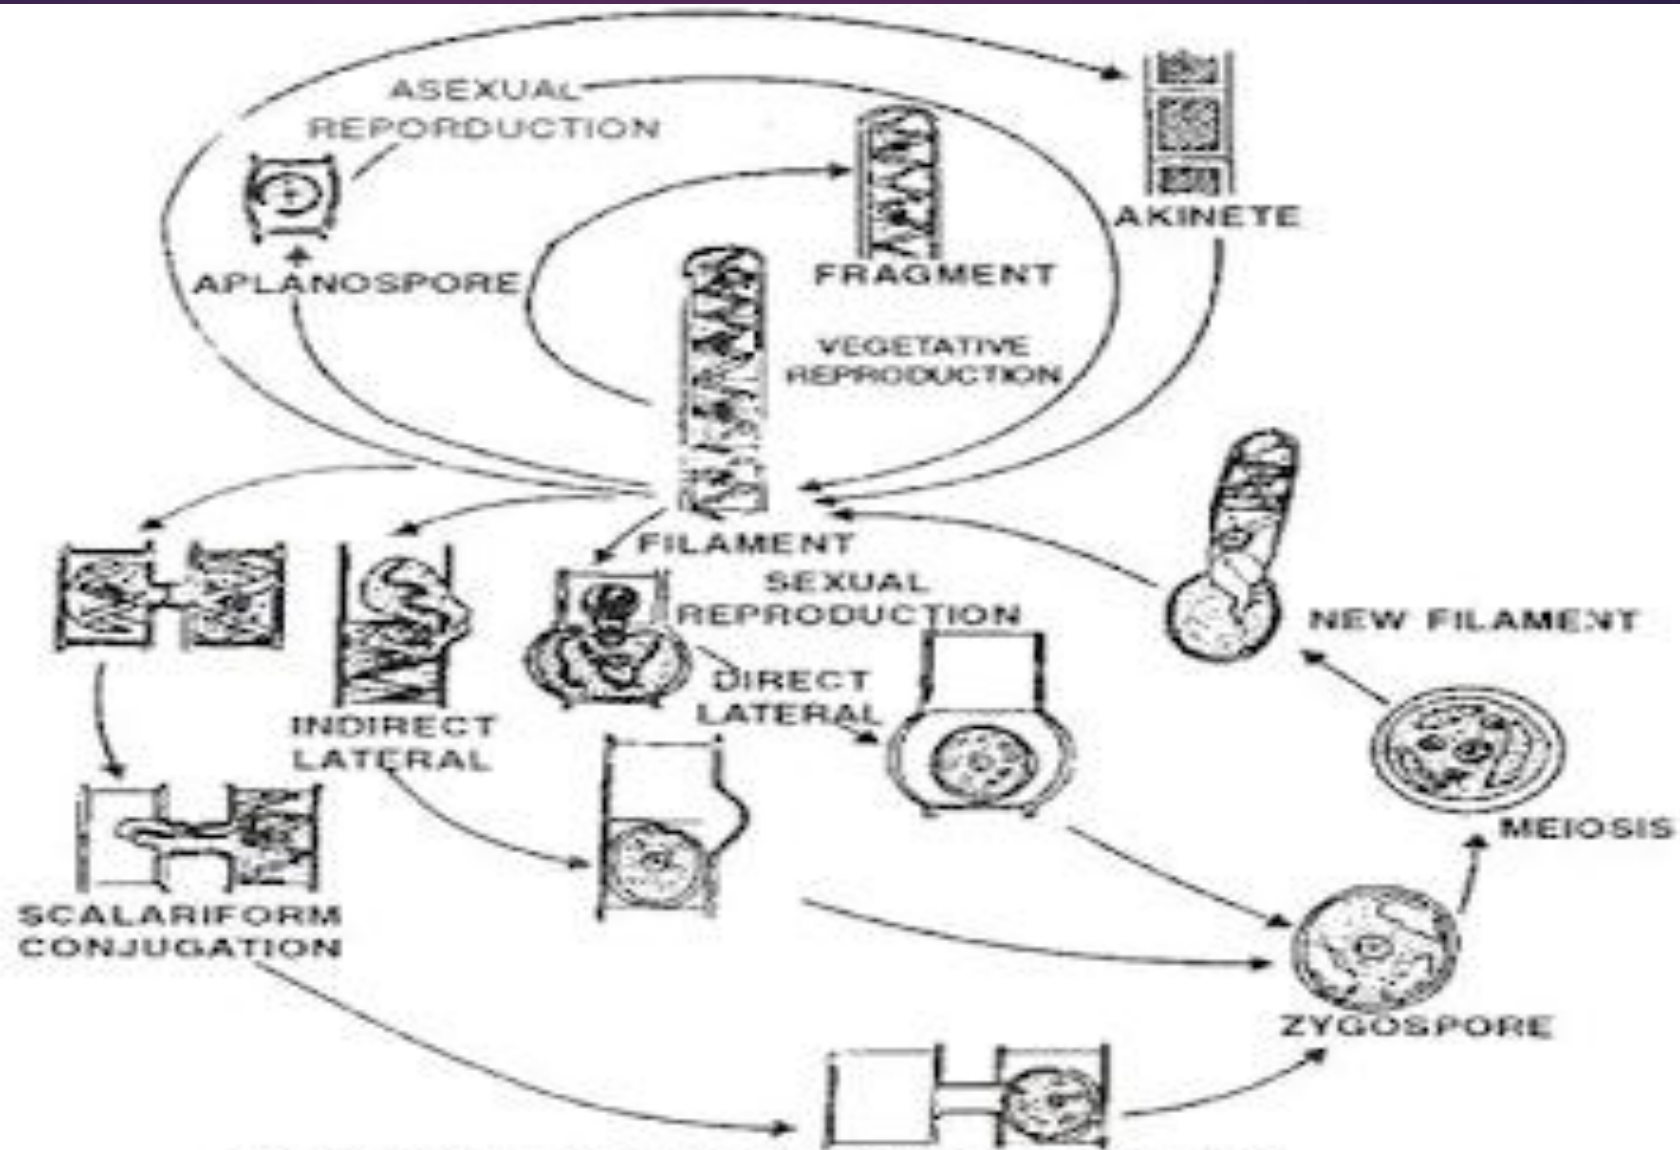 ASEXUAL
REPORDUCTION
AKINETE
APLANOSPORE
FRAGMENT
VEGETATIVE
REPRODUCTION
FILAMENT
SEXUAL
REPRODUCTION
NEW FILAMENT
DIRECT
LATERAL
INDIRECT
LATERAL
MEIOSIS
SCALARIFORM
CONJUGATION
ZYGOSPORE